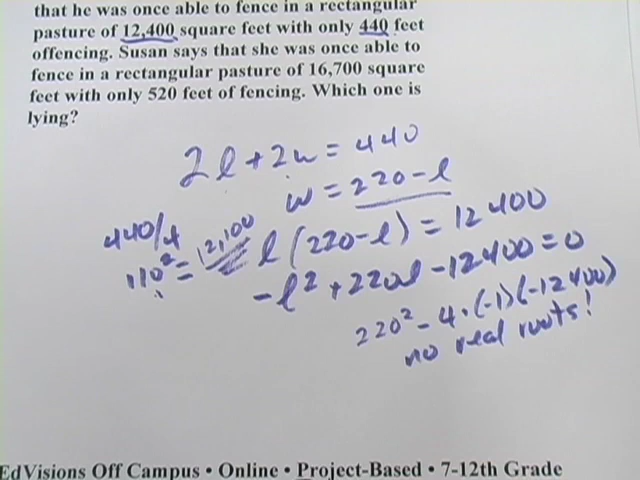 that he was once able to fence in a rectangular
pasture of 12,400 square feet with only 440 feet
offencing. Susan says that she was once able to
fence in a rectangular pasture of 16,700 square
feet with only 520 feet of fencing. Which one is
lying?
2l + 2w = 440
w = 220 - l
440/4
110² = 12,100
l (220 - l) = 12400
-l² + 220l - 12400 = 0
220² - 4 · (-1)(-12400)
no real roots!
EdVisions Off Campus • Online • Project-Based • 7-12th Grade